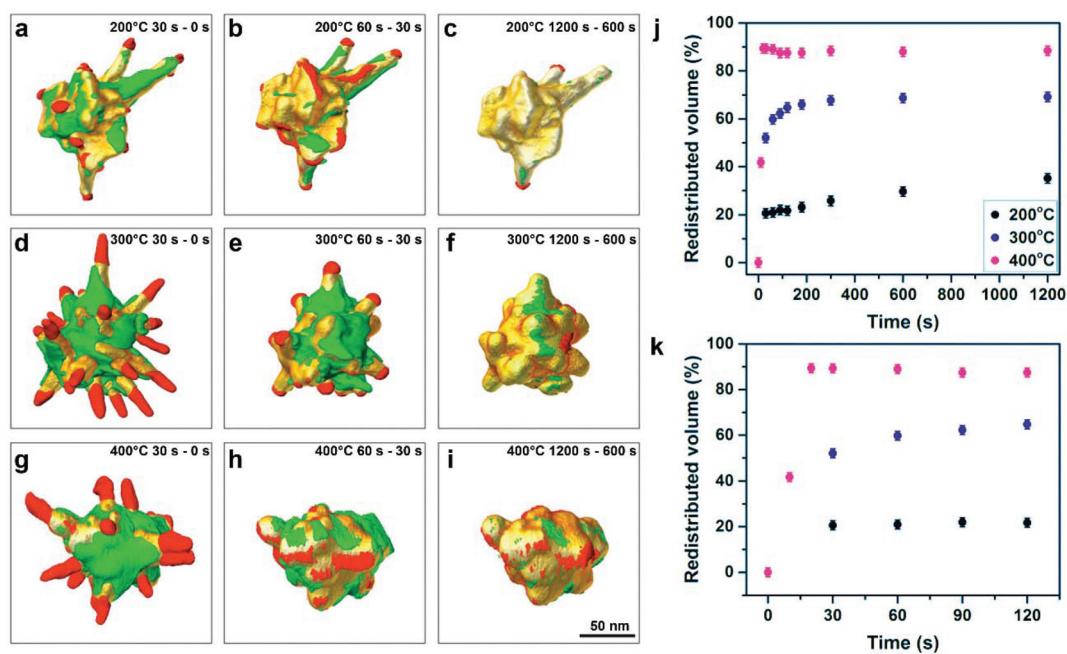 a 200°C 30 s - 0 s
b 200°C 60 s - 30 s
c 200°C 1200 s - 600 s
d 300°C 30 s - 0 s
e 300°C 60 s - 30 s
f 300°C 1200 s - 600 s
g 400°C 30 s - 0 s
h 400°C 60 s - 30 s
i 400°C 1200 s - 600 s
50 nm
j
Redistributed volume (%)
100
80
60
40
20
0
200°C
300°C
400°C
0 200 400 600 800 1000 1200
Time (s)
k
Redistributed volume (%)
100
80
60
40
20
0
0 30 60 90 120
Time (s)